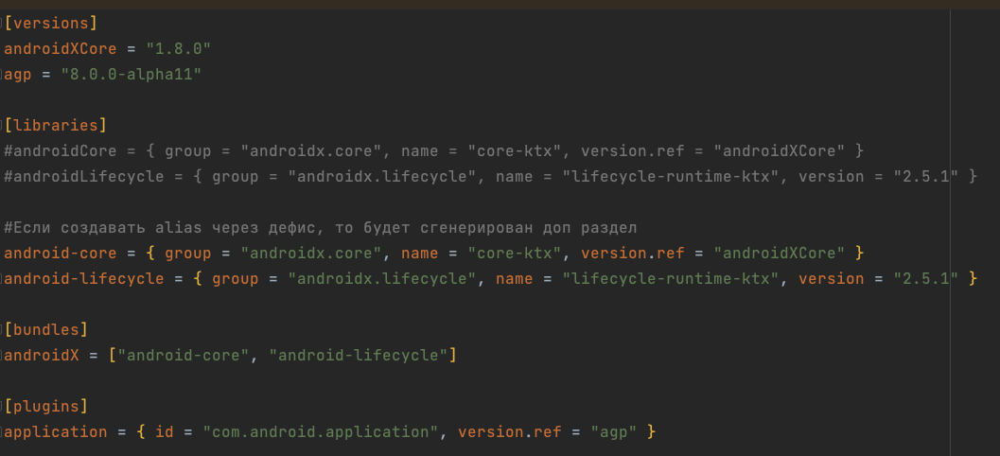 [versions]
androidXCore = "1.8.0"
agp = "8.0.0-alpha11"
[libraries]
#androidCore = { group = "androidx.core", name = "core-ktx", version.ref = "androidXCore" }
#androidLifecycle = { group = "androidx.lifecycle", name = "lifecycle-runtime-ktx", version = "2.5.1" }
#Если создавать alias через дефис, то будет сгенерирован доп раздел
android-core = { group = "androidx.core", name = "core-ktx", version.ref = "androidXCore" }
android-lifecycle = { group = "androidx.lifecycle", name = "lifecycle-runtime-ktx", version = "2.5.1" }
[bundles]
androidX = ["android-core", "android-lifecycle"]
[plugins]
application = { id = "com.android.application", version.ref = "agp" }